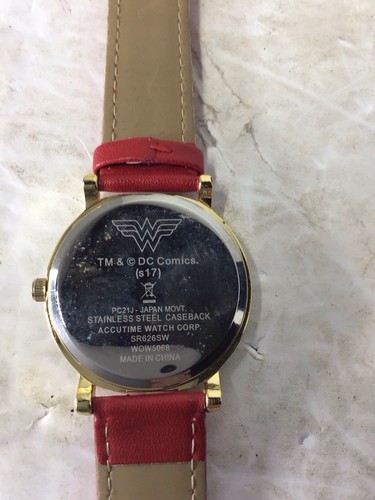 TM & © DC Comics.
(s17)
PC21J - JAPAN MOVT.
STAINLESS STEEL CASEBACK
ACCUTIME WATCH CORP.
SR626SW
WOW5068
MADE IN CHINA